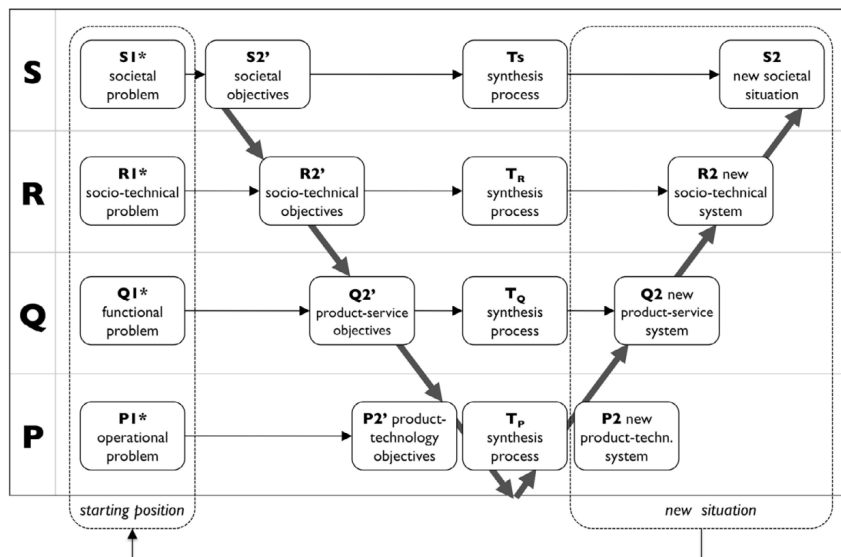 S
S1*
societal
problem
S2’
societal
objectives
Ts
synthesis
process
S2
new societal
situation
R
R1*
socio-technical
problem
R2’
socio-technical
objectives
TR
synthesis
process
R2 new
socio-technical
system
Q
Q1*
functional
problem
Q2’
product-service
objectives
TQ
synthesis
process
Q2 new
product-service
system
P
P1*
operational
problem
P2’ product-
technology
objectives
TP
synthesis
process
P2 new
product-techn.
system
starting position
new situation